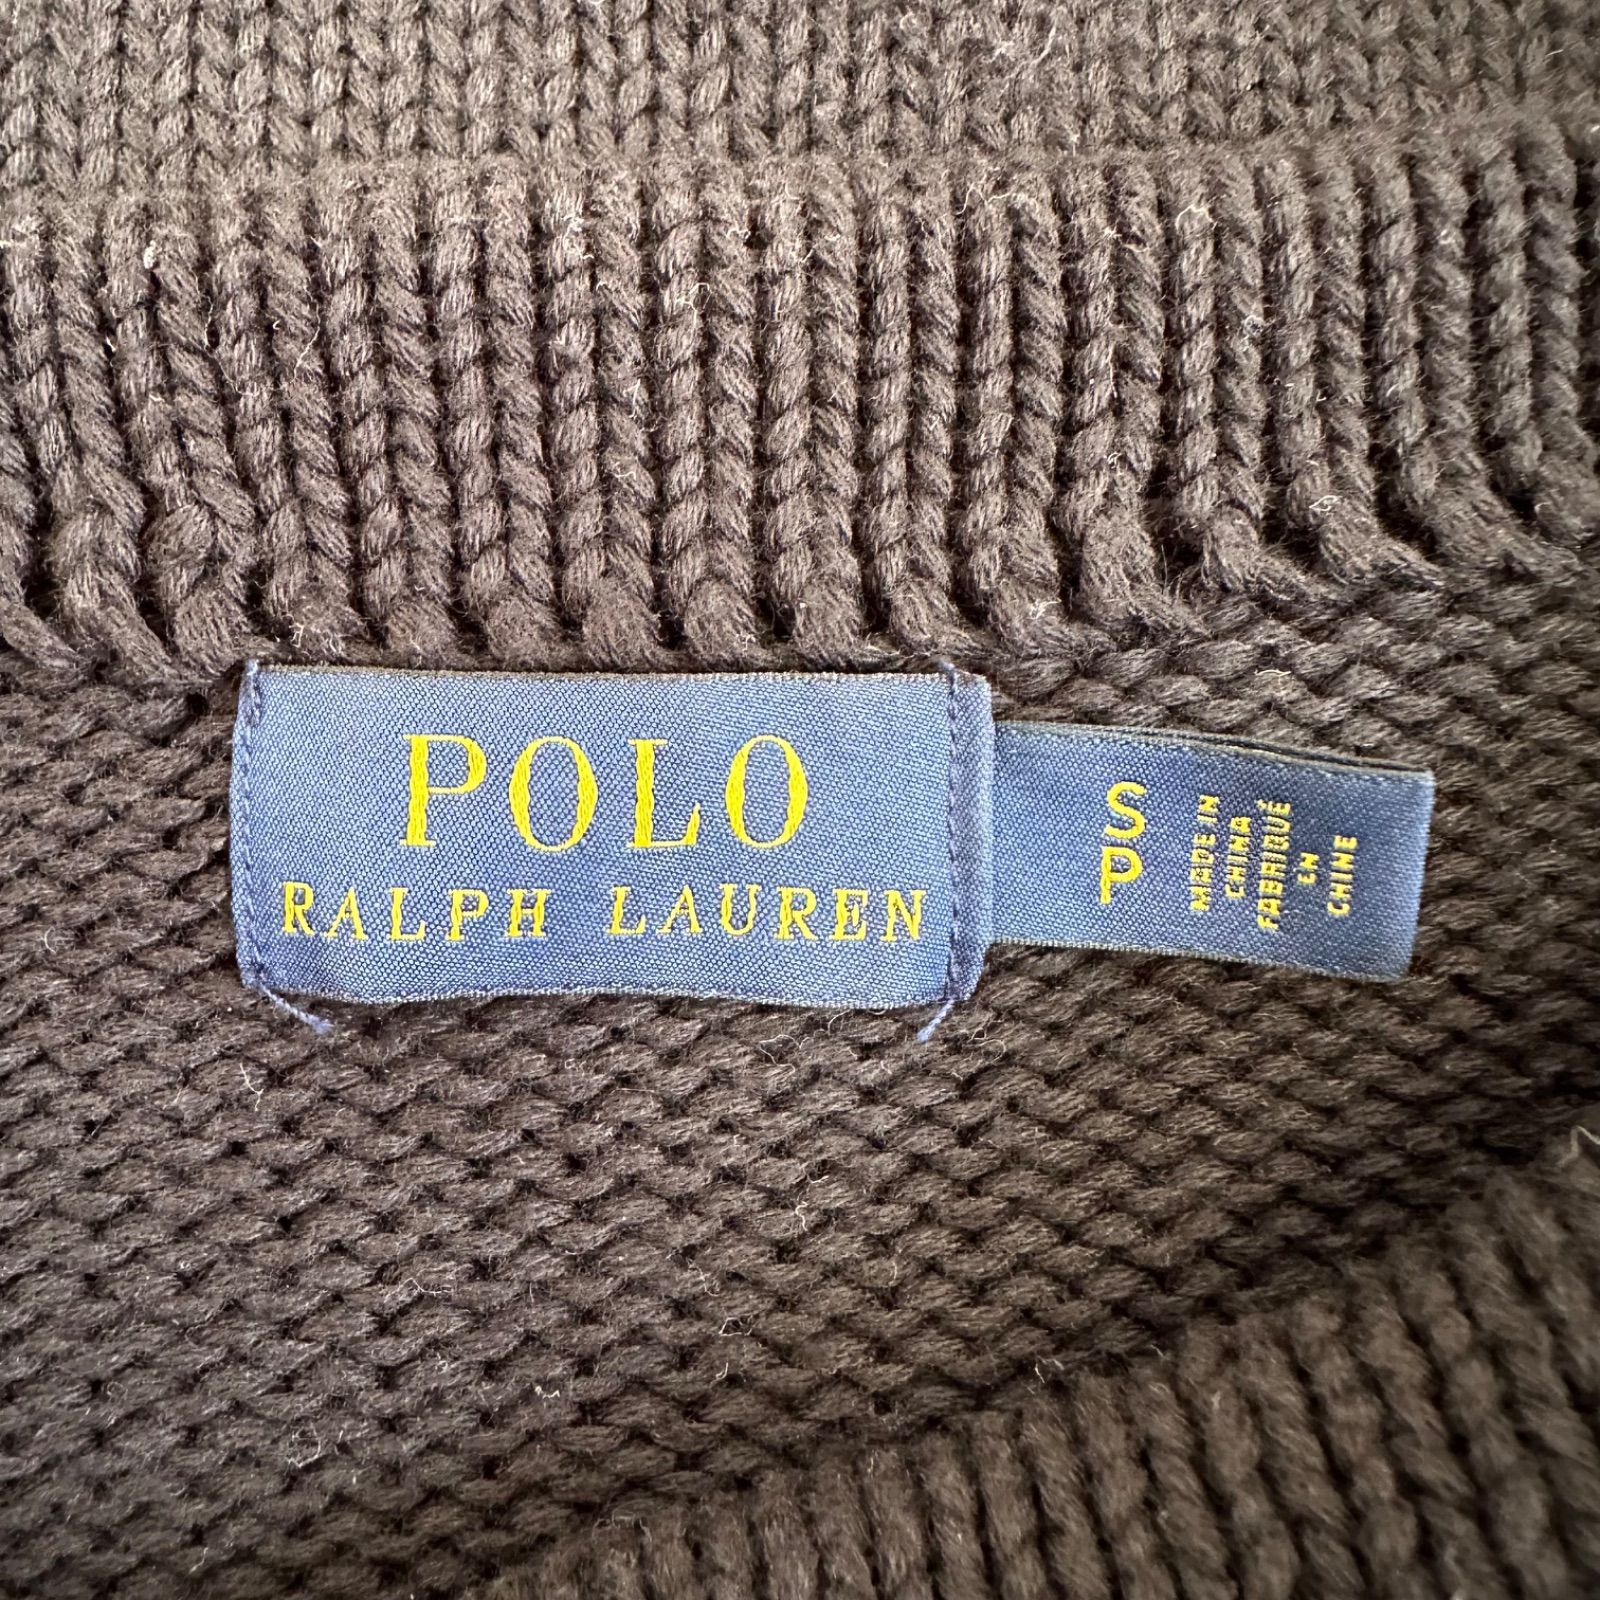 POLO
RALPH LAUREN
S
P
MADE IN
CHINA
FABRIQUÉ
EN
CHINE